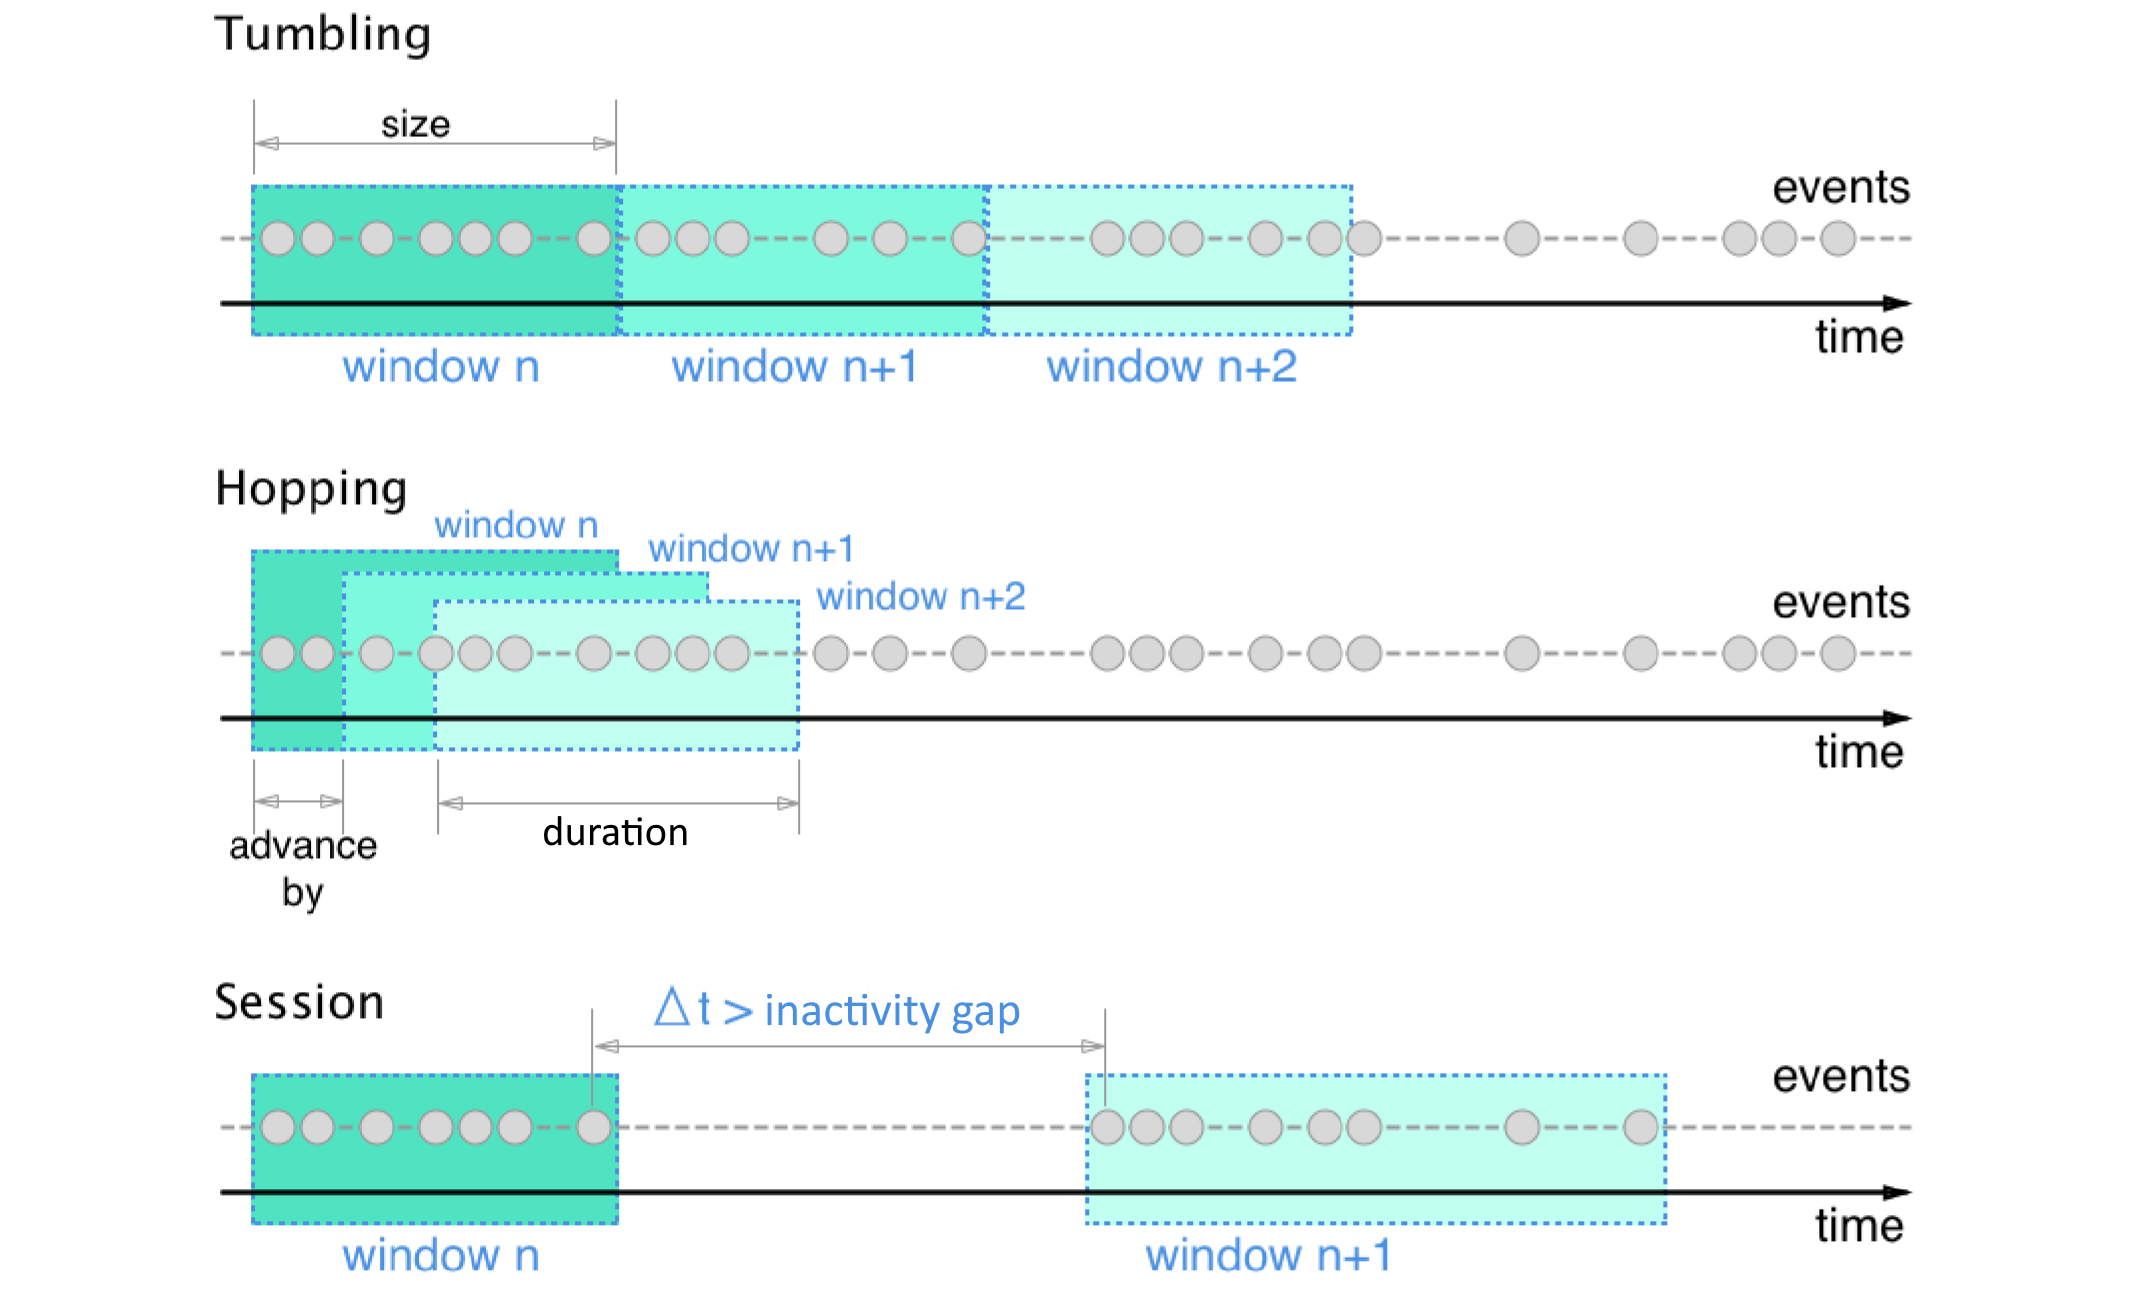 Tumbling
size
events
time
window n
window n+1
window n+2
Hopping
window n
window n+1
window n+2
events
time
advance
by
duration
Session
Δt > inactivity gap
events
time
window n
window n+1